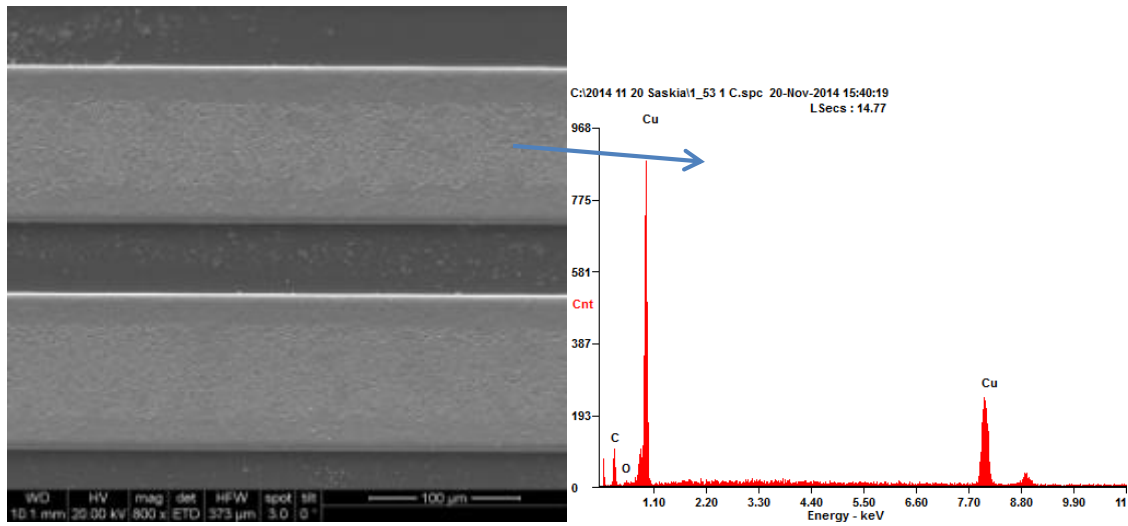 C:\2014 11 20 Saskia\1_53 1 C.spc 20-Nov-2014 15:40:19
LSecs : 14.77
Cu
968
775
581
Cnt
387
Cu
193
C
O
0
1.10 2.20 3.30 4.40 5.50 6.60 7.70 8.80 9.90 11
Energy - keV
WD HV mag det HFW spot tilt
10.1 mm 20.00 kV 800 x ETD 373 µm 3.0 0° 100 µm